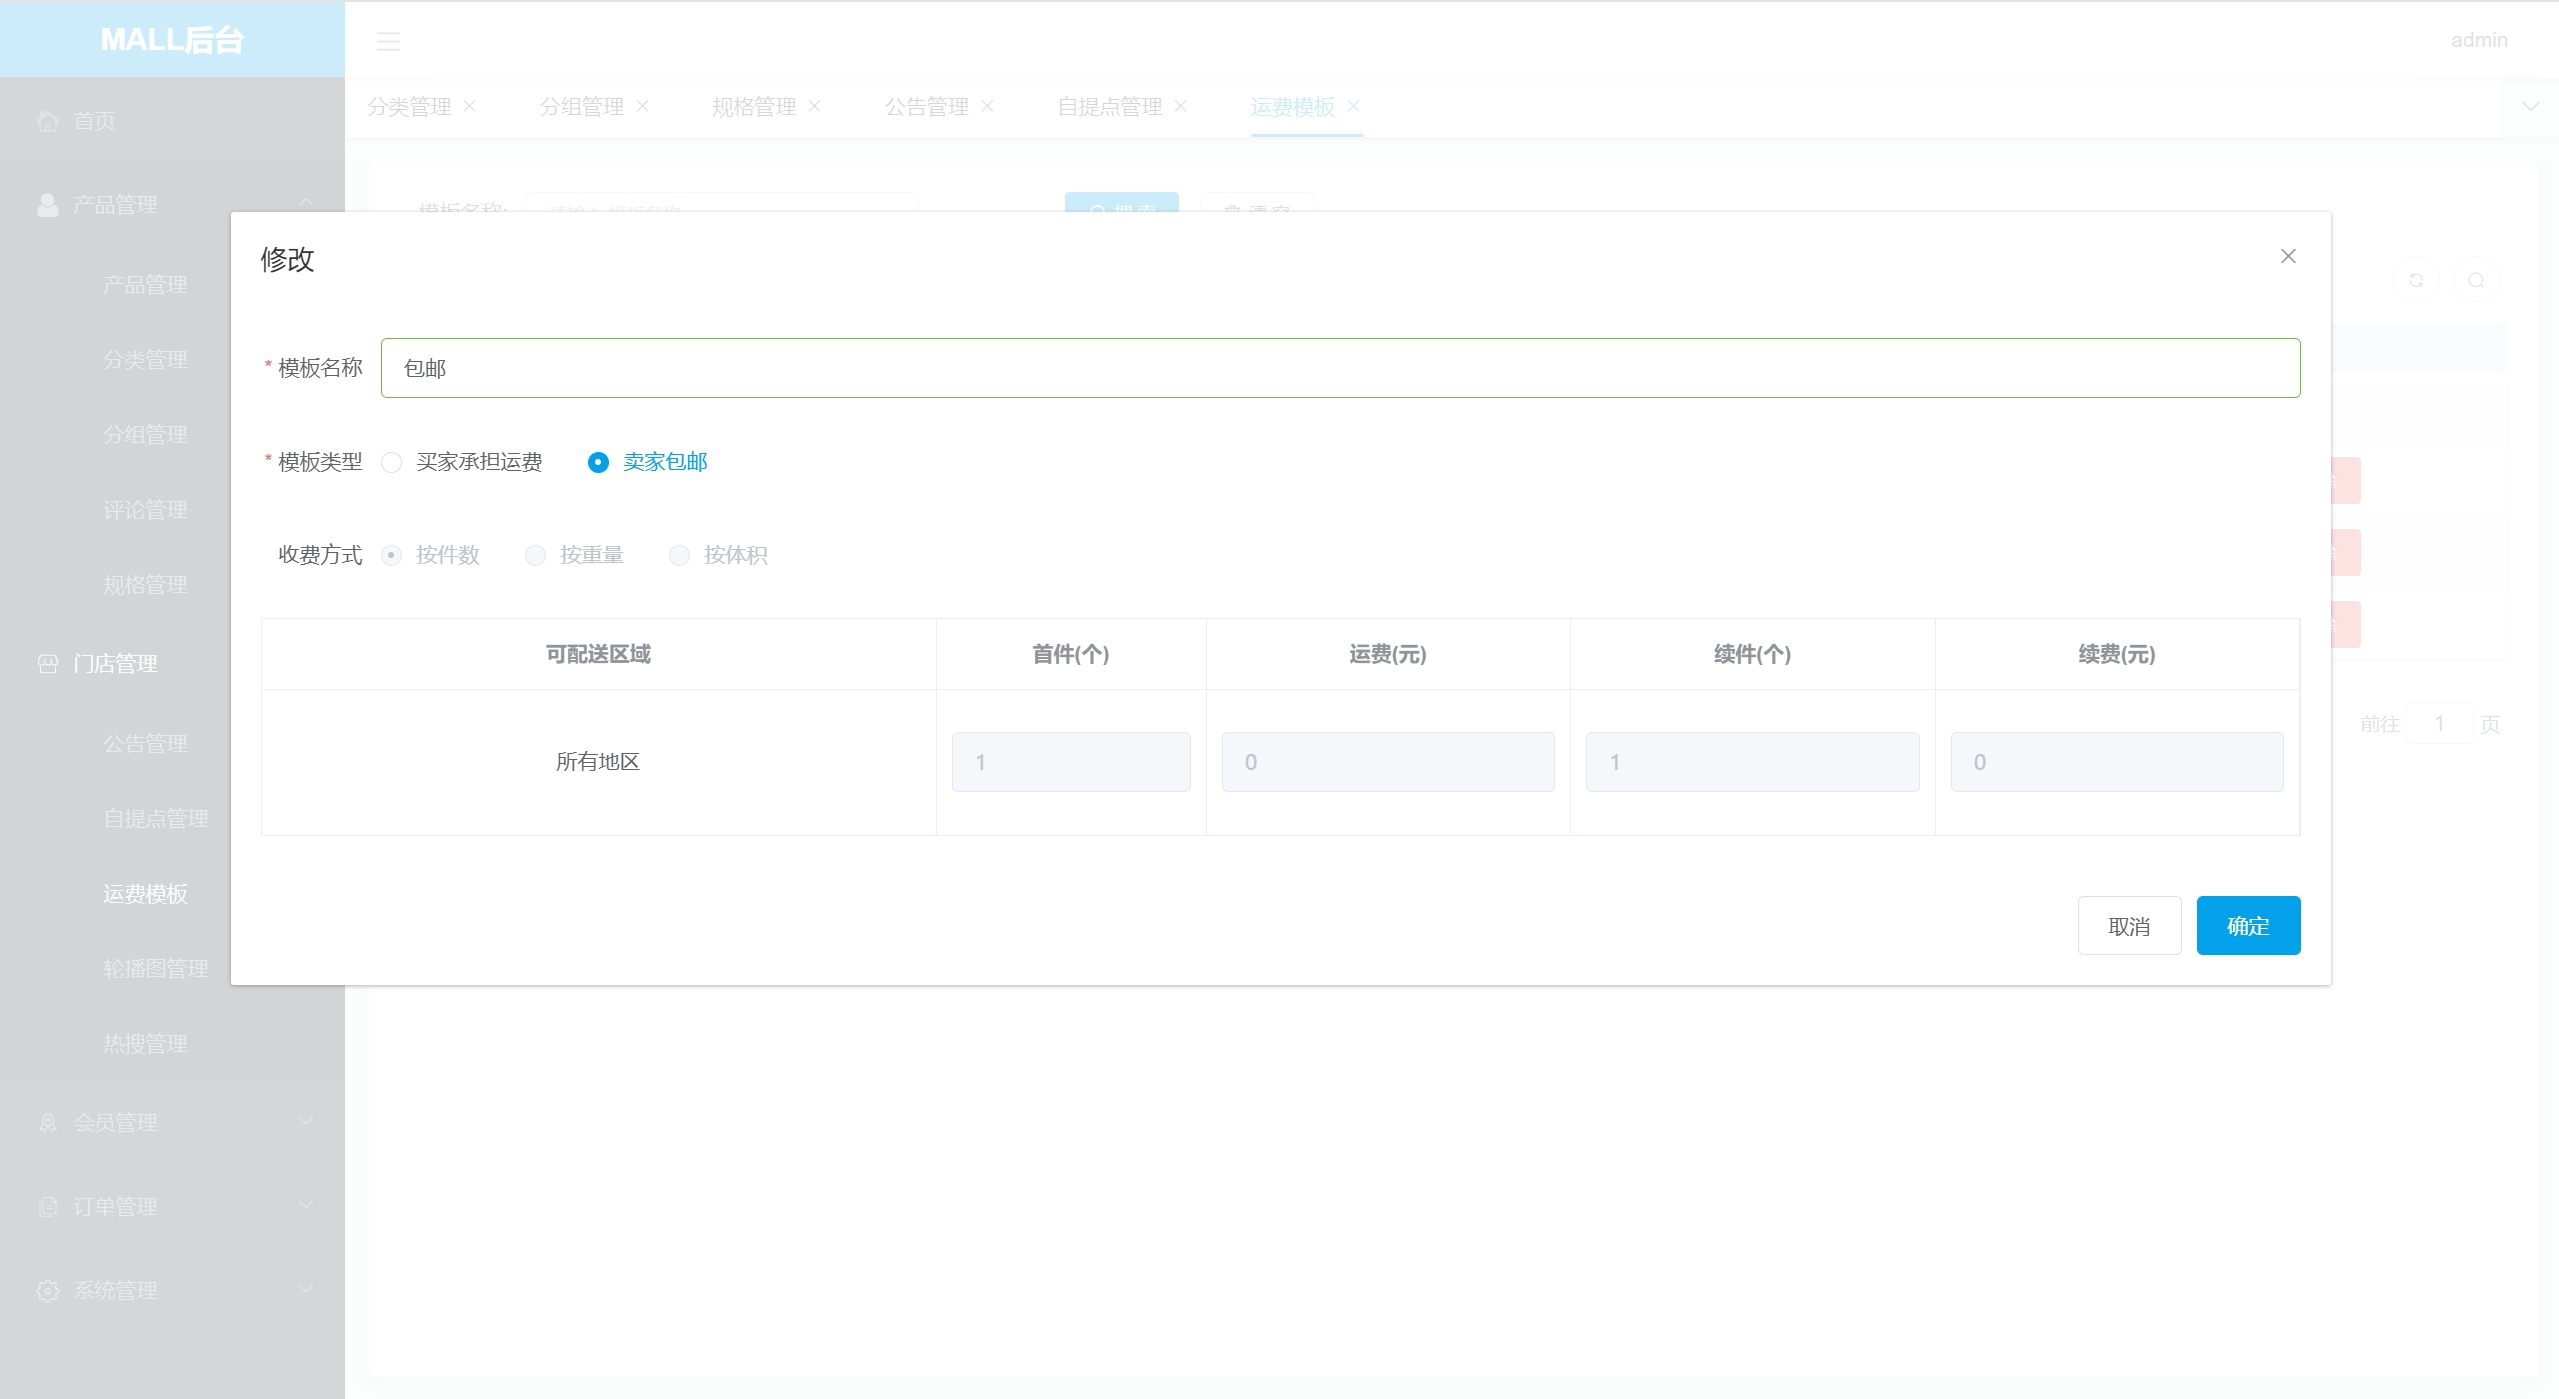 MALL后台
admin
首页
分类管理
分组管理
规格管理
公告管理
自提点管理
运费模板
产品管理
产品管理
分类管理
分组管理
评论管理
规格管理
门店管理
公告管理
自提点管理
运费模板
轮播图管理
热搜管理
会员管理
订单管理
系统管理
修改
* 模板名称 包邮
* 模板类型 买家承担运费 卖家包邮
收费方式 按件数 按重量 按体积
可配送区域 首件(个) 运费(元) 续件(个) 续费(元)
所有地区 1 0 1 0
取消 确定
前往 1 页